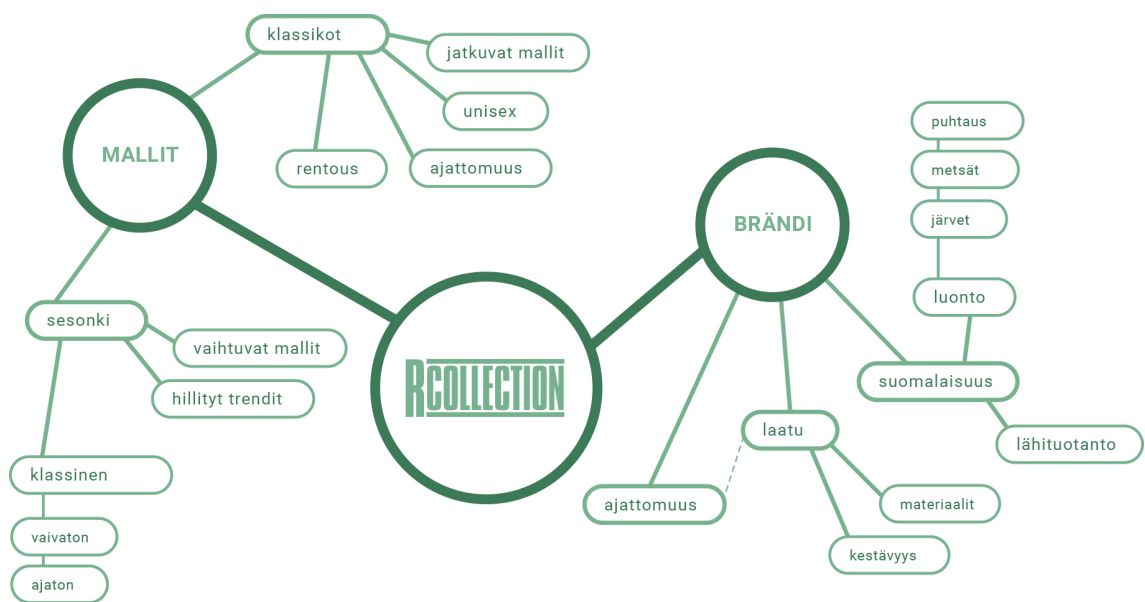 klassikot
jatkuvat mallit
unisex
rentous
ajattomuus
MALLIT
sesonki
vaihtuvat mallit
hillityt trendit
klassinen
vaivaton
ajaton
RCOLLECTION
BRÄNDI
puhtaus
metsät
järvet
luonto
suomalaisuus
lähituotanto
laatu
ajattomuus
materiaalit
kestävyys